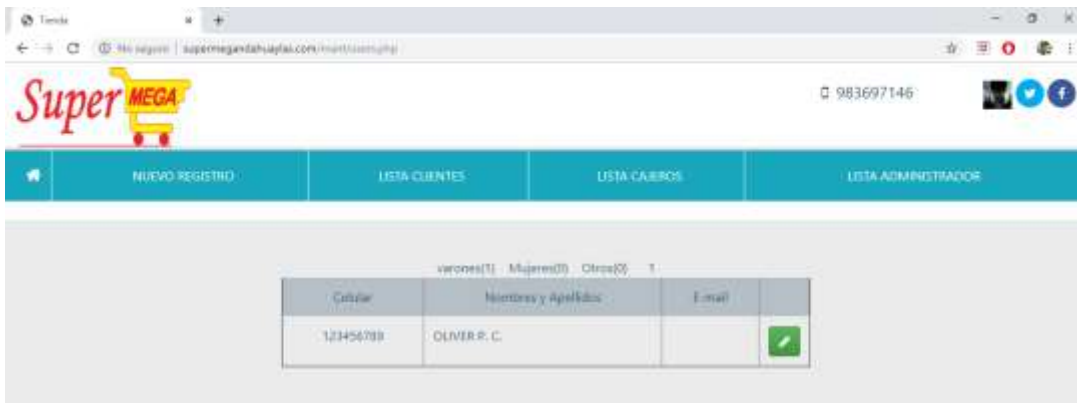 Tienda
No seguro | supermegandahuaylas.com
Super MEGA
983697146
NUEVO REGISTRO
LISTA CLIENTES
LISTA CAJEROS
LISTA ADMINISTRADOR
varones(1) Mujeres(0) Otros(0) 1
Celular Nombres y Apellidos E-mail
123456789 OLIVER P. C.